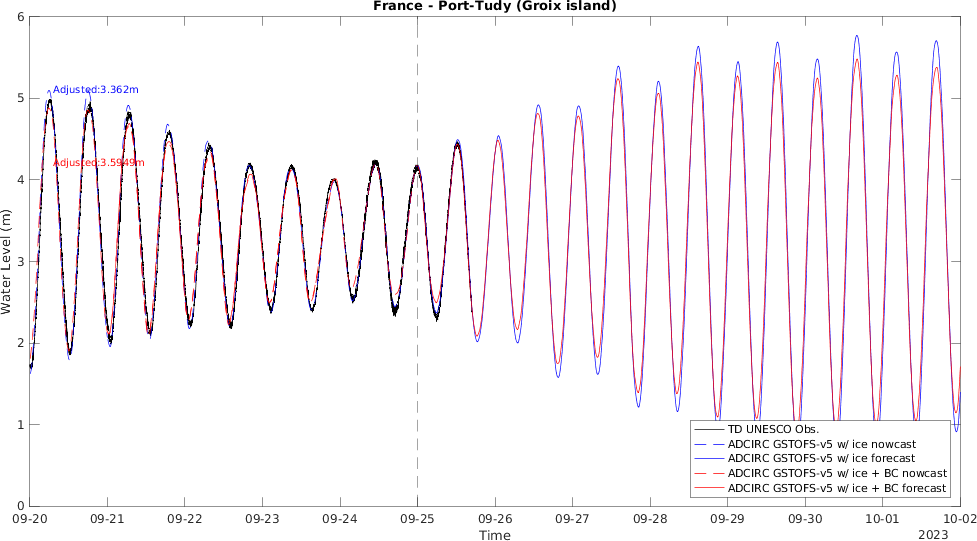 France - Port-Tudy (Groix island)
6
5
4
3
2
1
0
Water Level (m)
Adjusted:3.362m
Adjusted:3.5949m
TD UNESCO Obs.
ADCIRC GSTOFS-v5 w/ ice nowcast
ADCIRC GSTOFS-v5 w/ ice forecast
ADCIRC GSTOFS-v5 w/ ice + BC nowcast
ADCIRC GSTOFS-v5 w/ ice + BC forecast
09-20 09-21 09-22 09-23 09-24 09-25 09-26 09-27 09-28 09-29 09-30 10-01 10-02
Time
2023